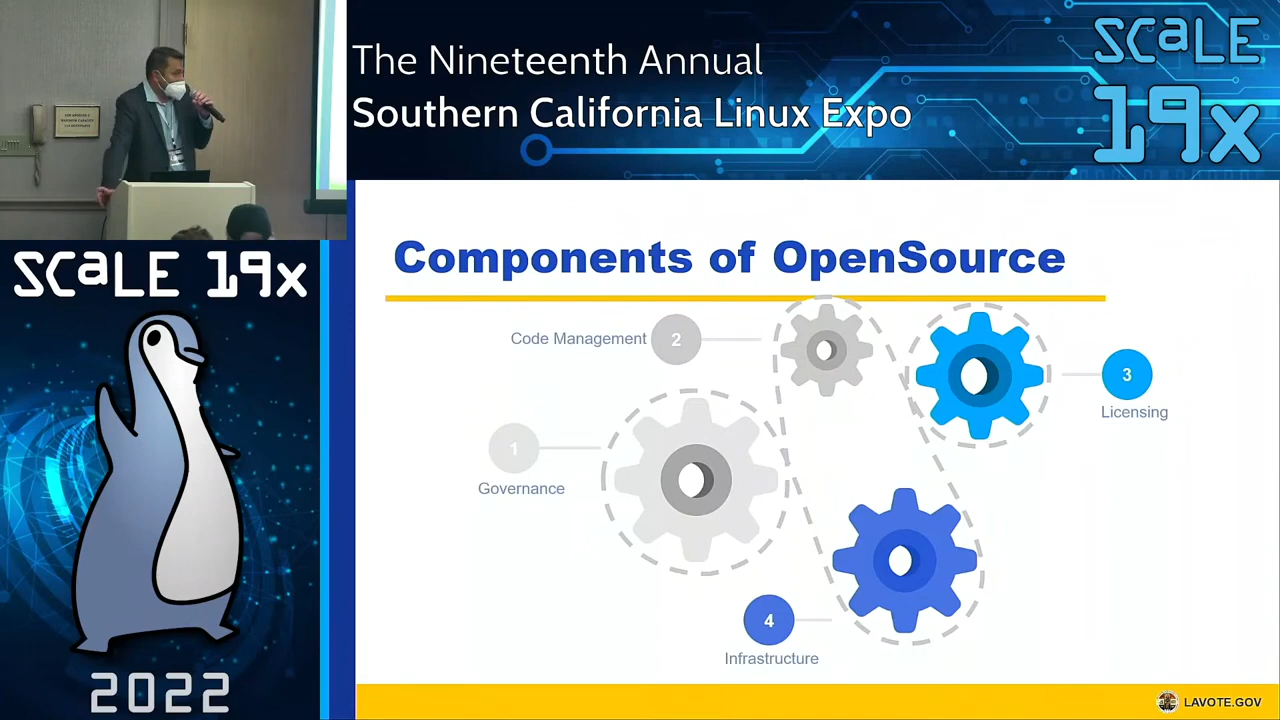 The Nineteenth Annual
Southern California Linux Expo
SCaLE
19x
SCaLE 19x
2022
Components of OpenSource
Code Management
2
3
Licensing
1
Governance
4
Infrastructure
LAVOTE.GOV